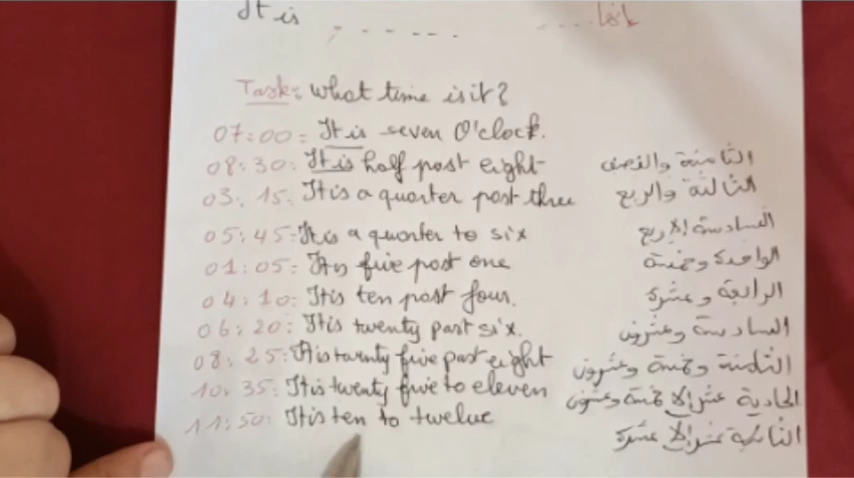 It is
Task: what time is it?
07:00: It is seven O'clock.
08:30: It is half past eight الثامنة والنصف
03:15: It is a quarter past three الثالثة والربع
05:45: It is a quarter to six السادسة إلا ربع
01:05: It is five past one الواحدة وخمسة
04:10: It is ten past four. الرابعة وعشرة
06:20: It is twenty past six. السادسة وعشرون
08:25: It is twenty five past eight الثامنة وخمسة وعشرون
10:35: It is twenty five to eleven الحادية عشر إلا خمسة وعشرون
11:50: It is ten to twelve الثانية عشر إلا عشرة